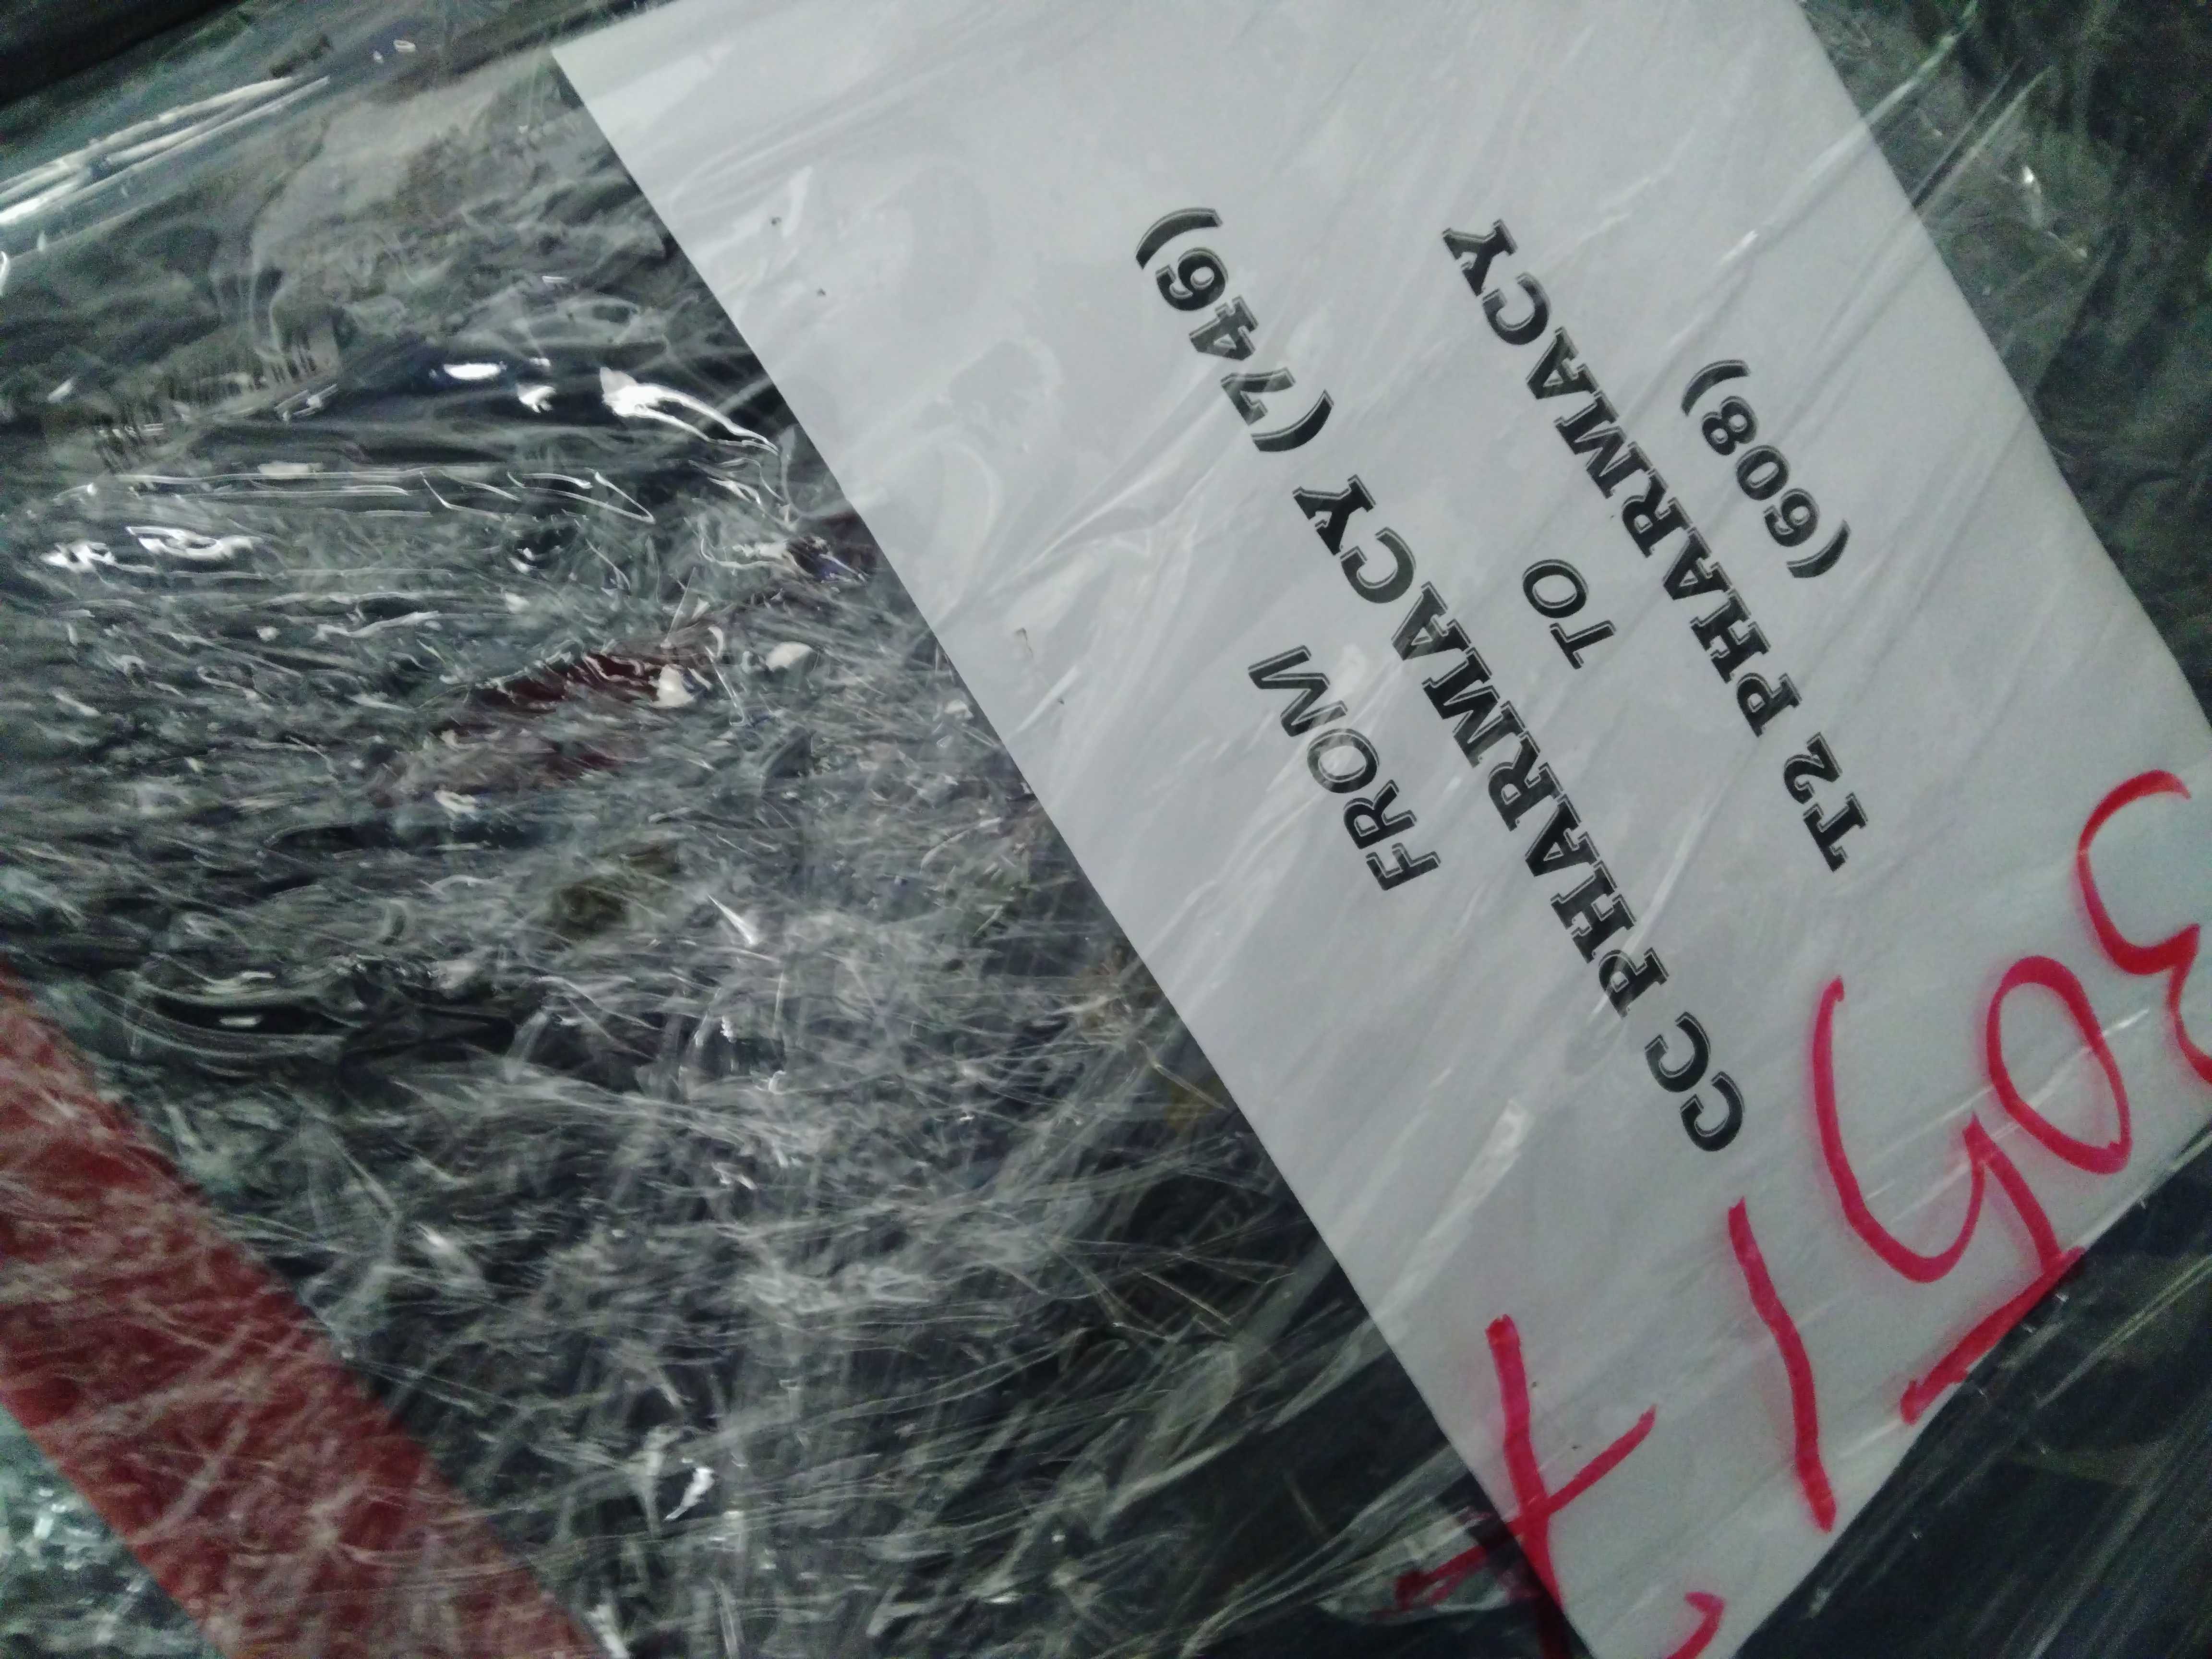 FROM
CC PHARMACY (746)
TO
T2 PHARMACY
(608)